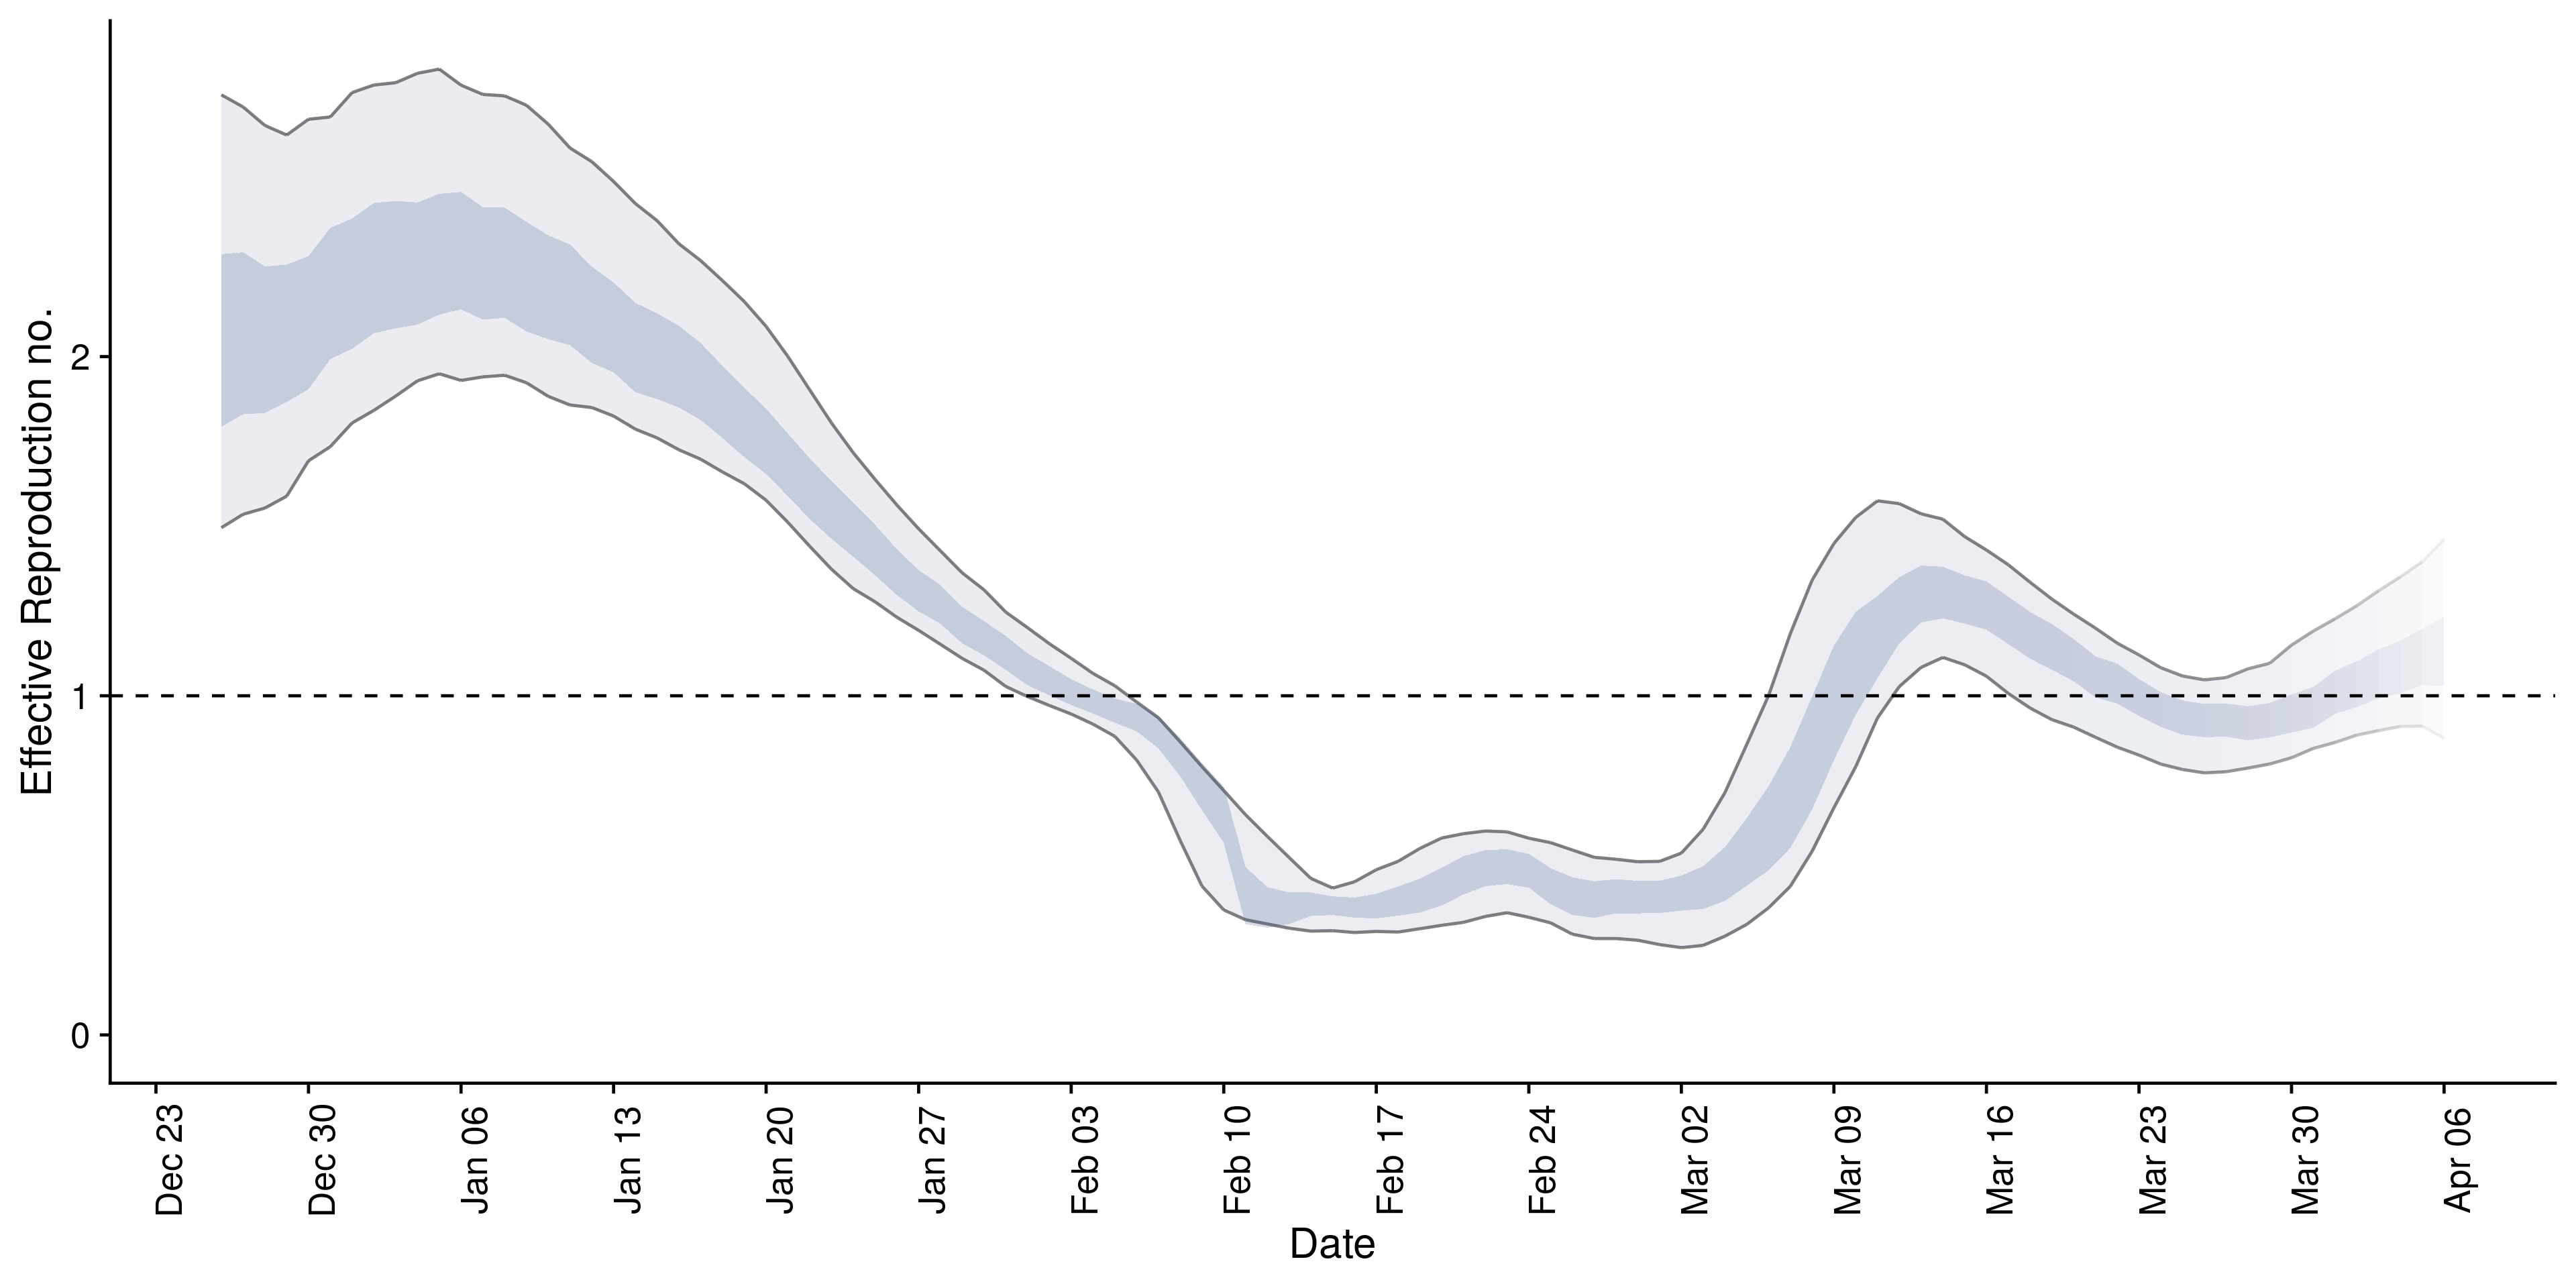 Effective Reproduction no.
2
1
0
Dec 23
Dec 30
Jan 06
Jan 13
Jan 20
Jan 27
Feb 03
Feb 10
Feb 17
Feb 24
Mar 02
Mar 09
Mar 16
Mar 23
Mar 30
Apr 06
Date